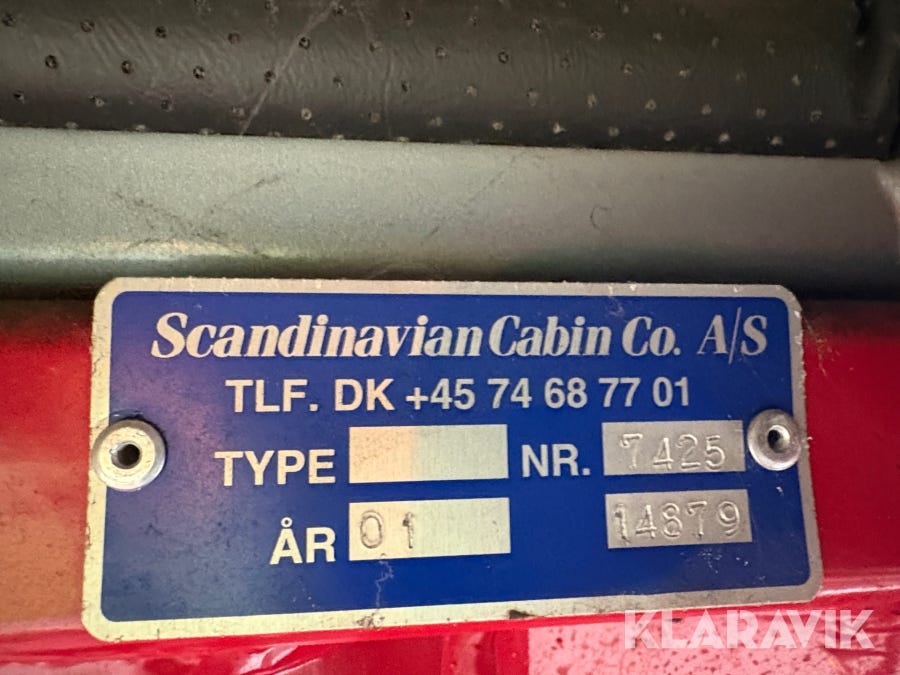 Scandinavian Cabin Co. A/S
TLF. DK +45 74 68 77 01
TYPE NR. 7425
ÅR 01 14879
KLARAVIK